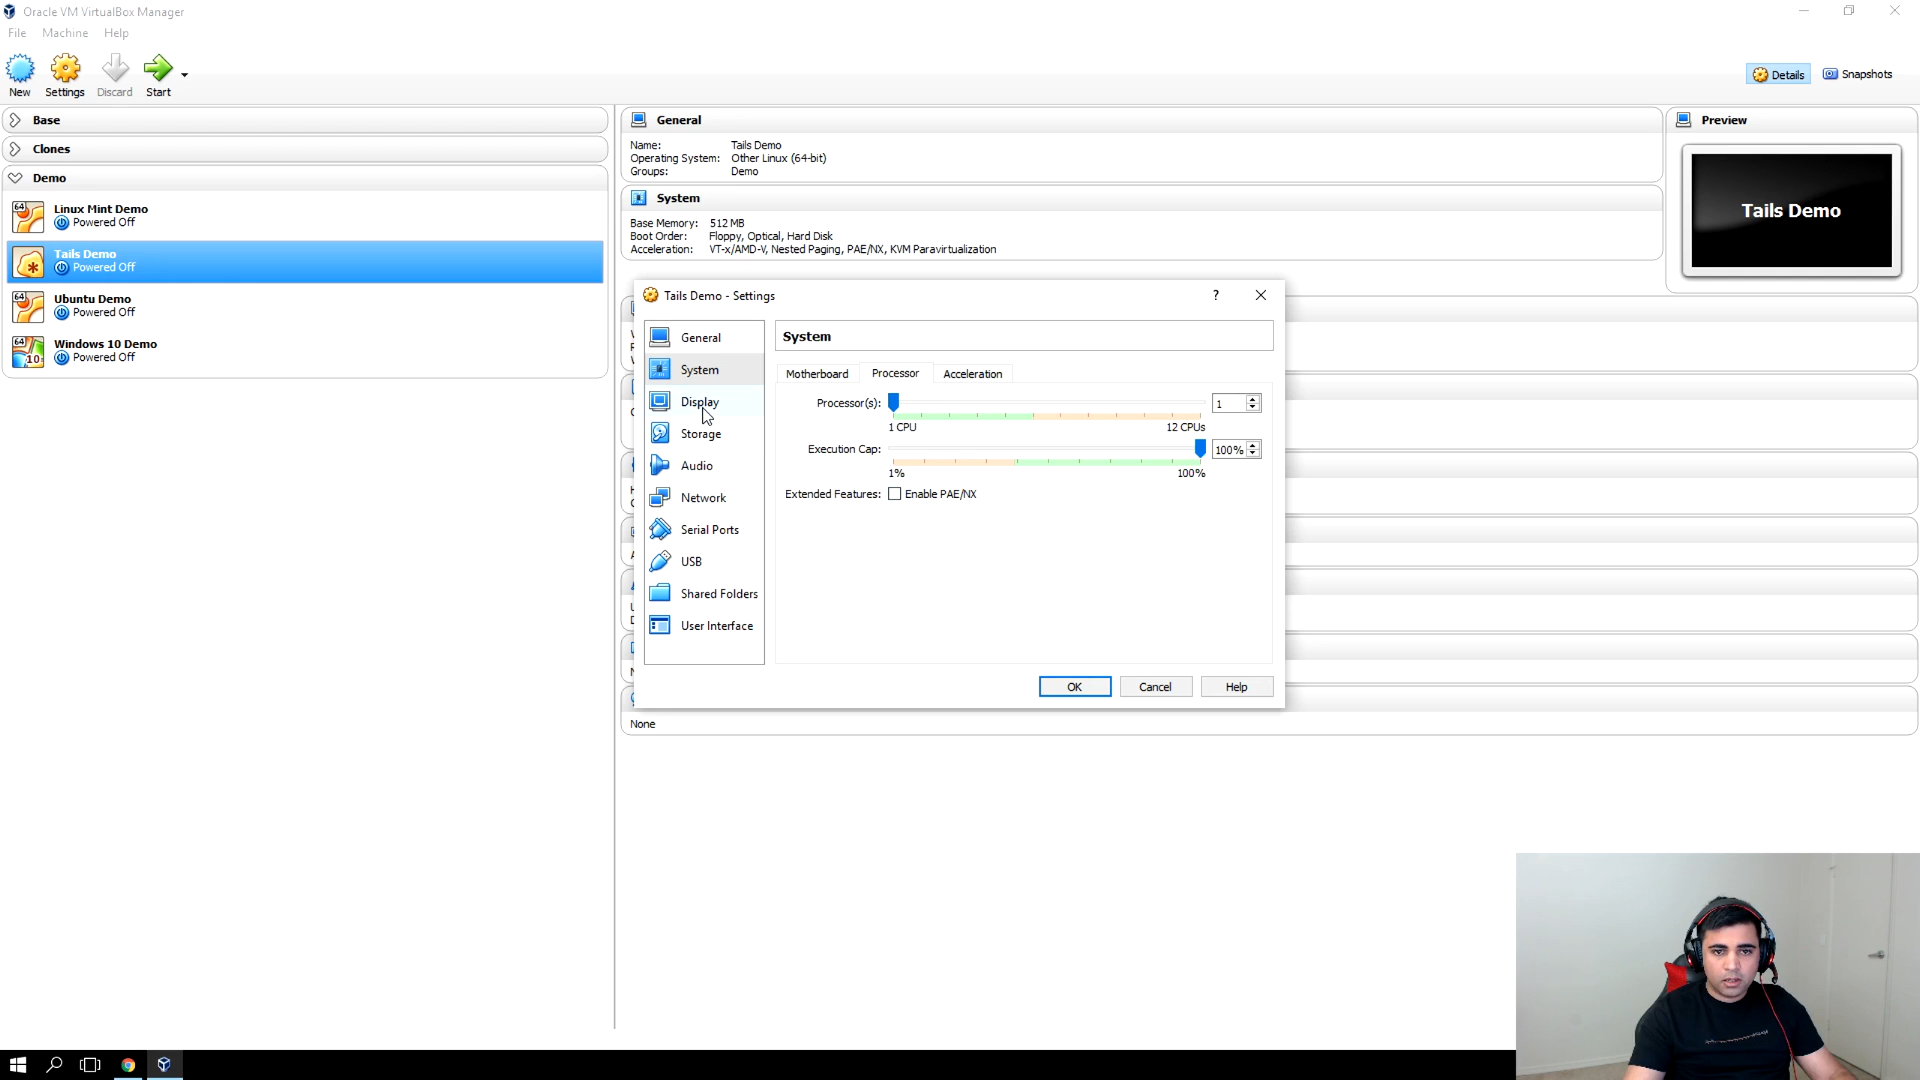 Oracle VM VirtualBox Manager
File Machine Help
New Settings Discard Start
Details Snapshots
Base
Clones
Demo
64 Linux Mint Demo
Powered Off
Tails Demo
Powered Off
64 Ubuntu Demo
Powered Off
64 10 Windows 10 Demo
Powered Off
General
Name: Tails Demo
Operating System: Other Linux (64-bit)
Groups: Demo
System
Base Memory: 512 MB
Boot Order: Floppy, Optical, Hard Disk
Acceleration: VT-x/AMD-V, Nested Paging, PAE/NX, KVM Paravirtualization
Preview
Tails Demo
Tails Demo - Settings
?
General
System
Display
Storage
Audio
Network
Serial Ports
USB
Shared Folders
User Interface
System
Motherboard Processor Acceleration
Processor(s): 1
1 CPU 12 CPUs
Execution Cap: 100%
1% 100%
Extended Features: Enable PAE/NX
OK Cancel Help
None